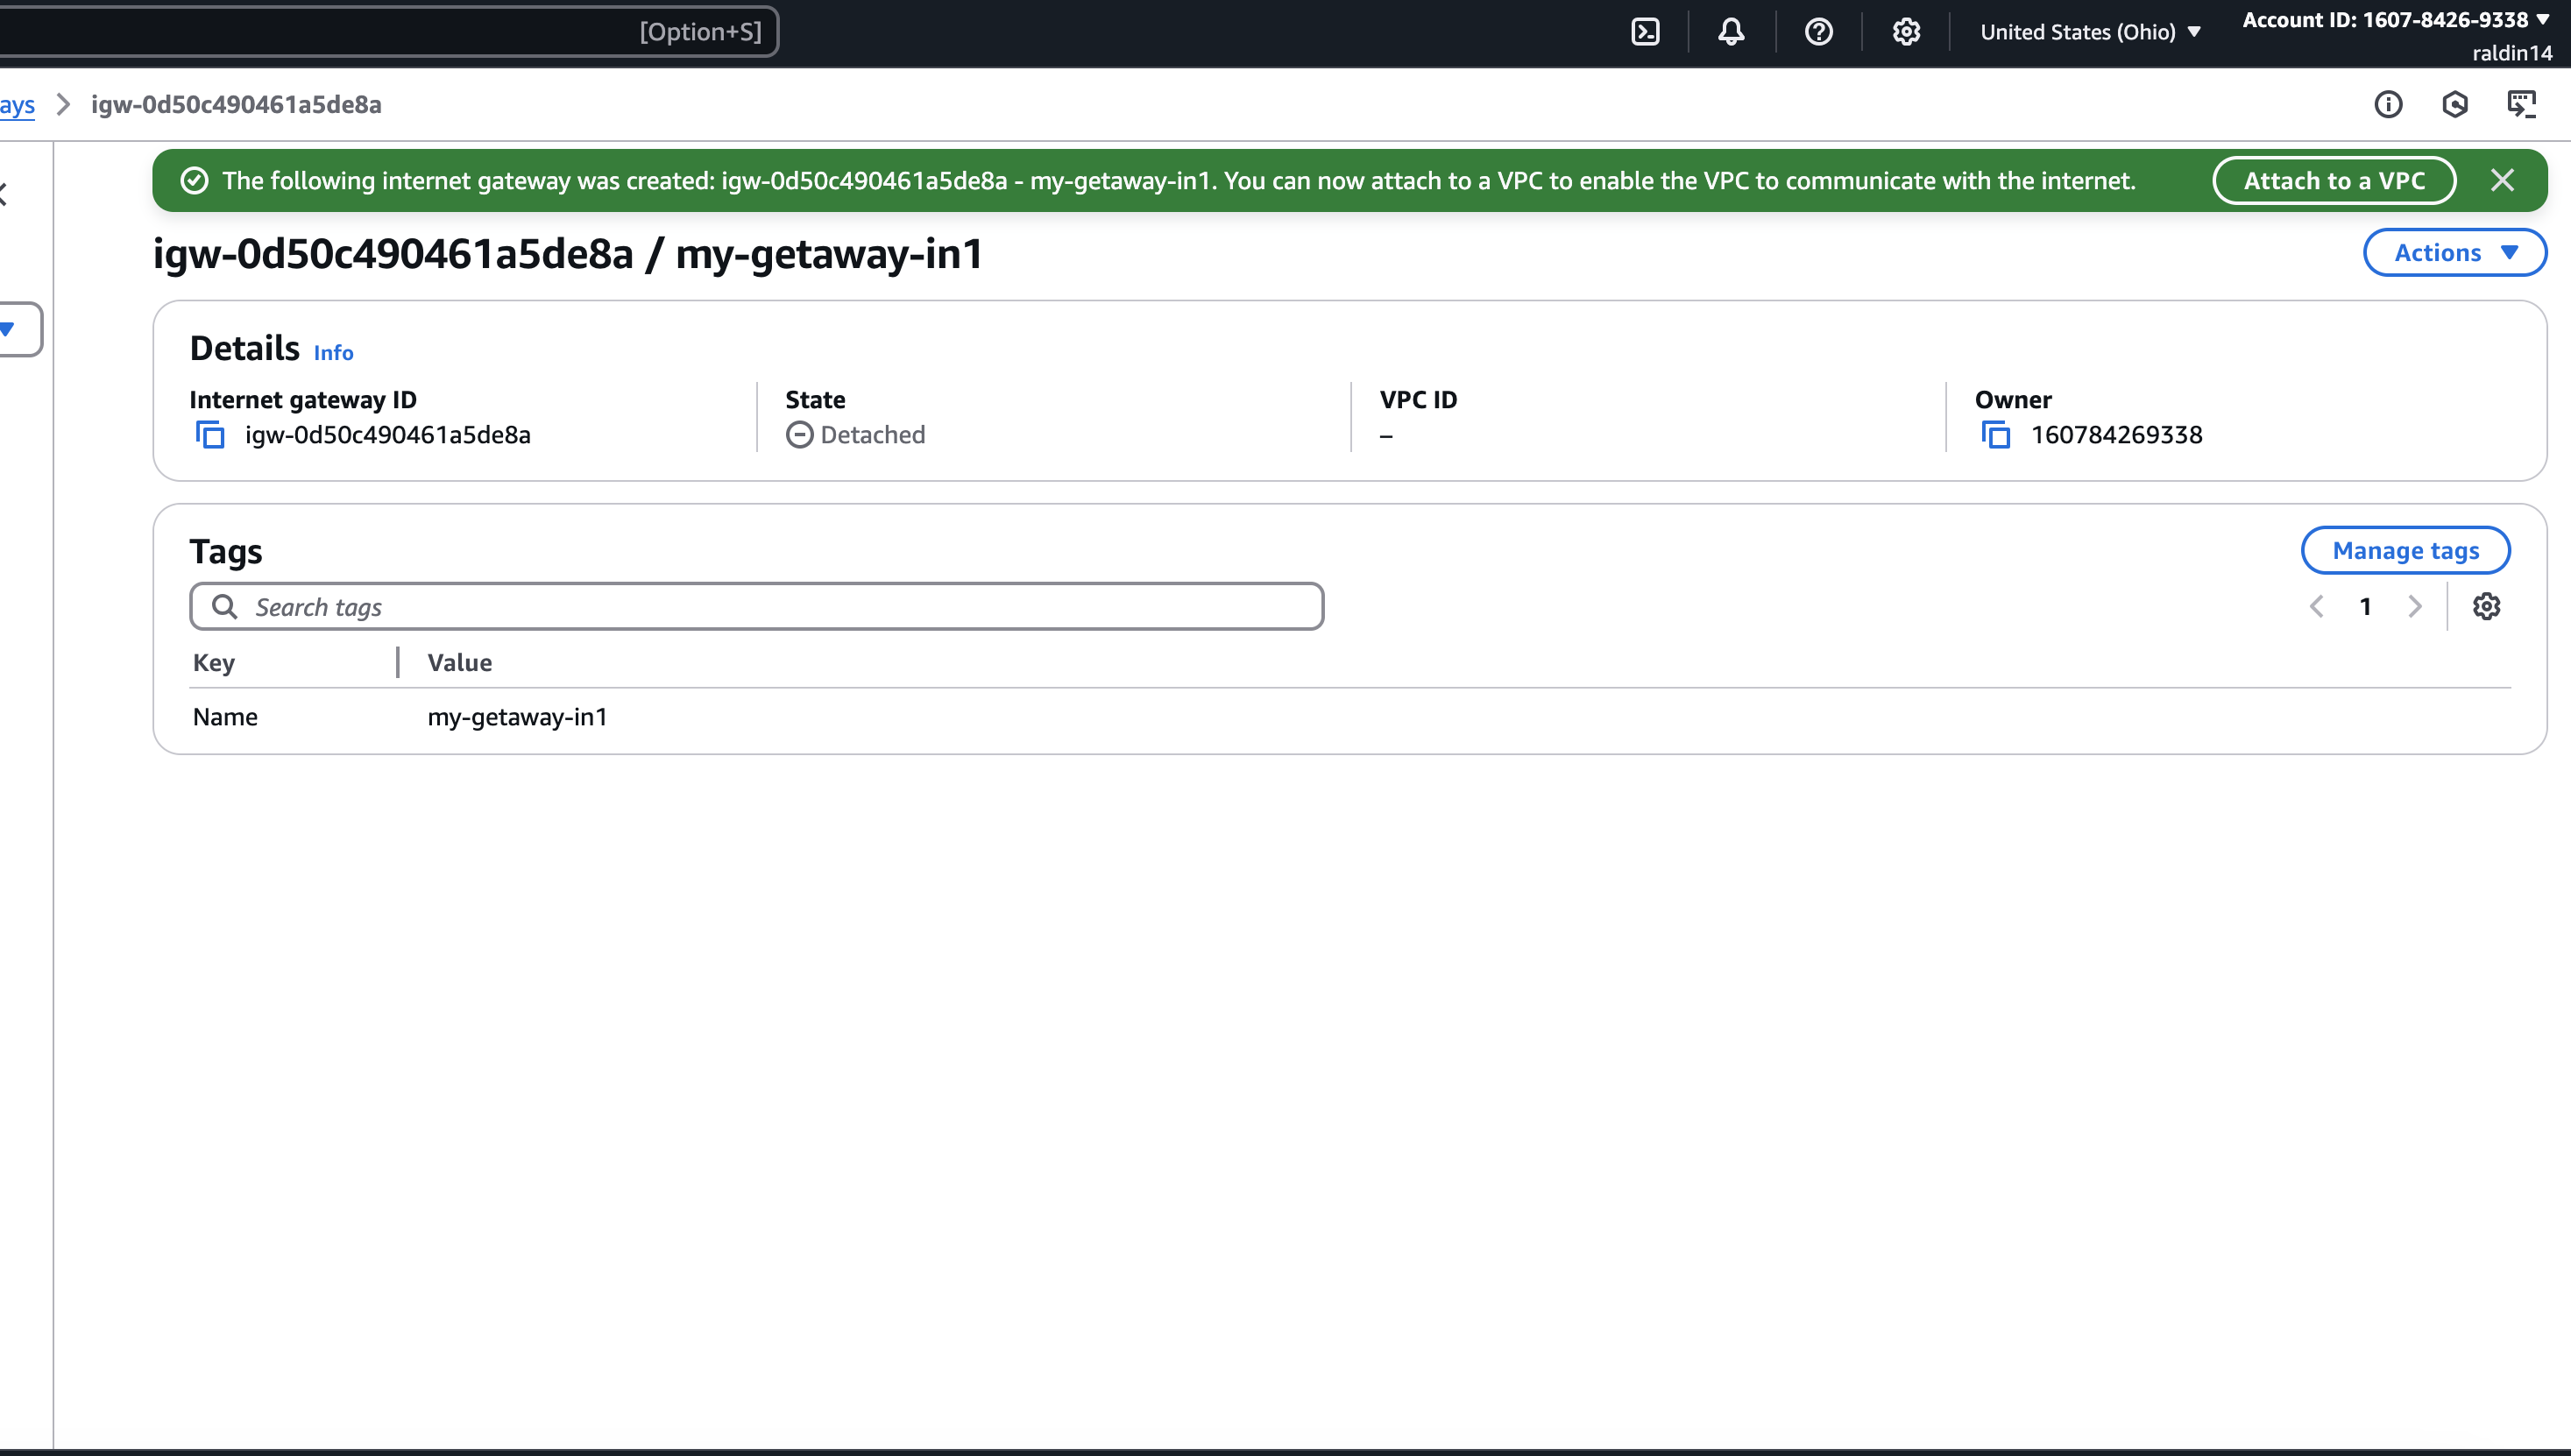 [Option+S]
United States (Ohio)
Account ID: 1607-8426-9338
raldin14
ays
igw-0d50c490461a5de8a
The following internet gateway was created: igw-0d50c490461a5de8a - my-getaway-in1. You can now attach to a VPC to enable the VPC to communicate with the internet.
Attach to a VPC
igw-0d50c490461a5de8a / my-getaway-in1
Actions
Details Info
Internet gateway ID
igw-0d50c490461a5de8a
State
Detached
VPC ID
–
Owner
160784269338
Tags
Manage tags
Search tags
1
Key Value
Name my-getaway-in1